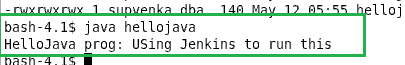 -rwxrwxrwx 1 supvenka dba 140 May 12 05:55 helloj
bash-4.1$ java hellojava
HelloJava prog: USing Jenkins to run this
bash-4.1$